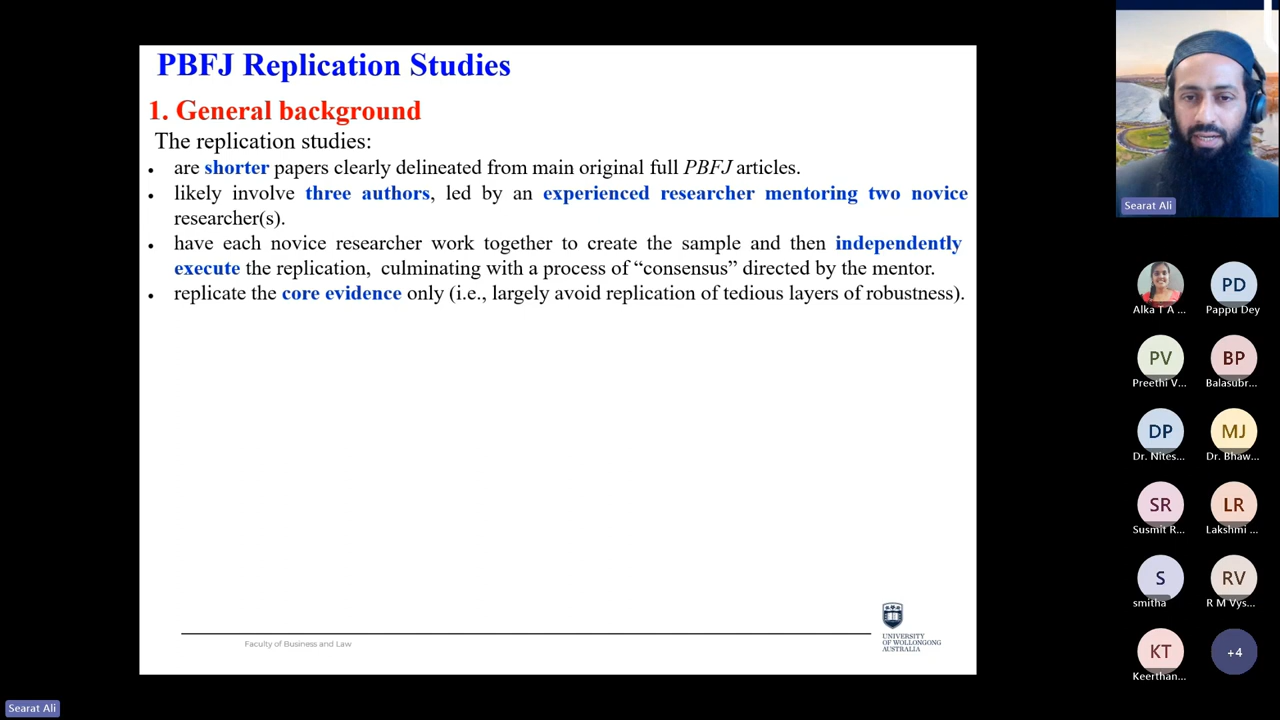 PBFJ Replication Studies
1. General background
The replication studies:
• are shorter papers clearly delineated from main original full PBFJ articles.
• likely involve three authors, led by an experienced researcher mentoring two novice
researcher(s).
• have each novice researcher work together to create the sample and then independently
execute the replication, culminating with a process of “consensus” directed by the mentor.
• replicate the core evidence only (i.e., largely avoid replication of tedious layers of robustness).
Faculty of Business and Law
UNIVERSITY
OF WOLLONGONG
AUSTRALIA
Searat Ali
Searat Ali
PD
Alka T A ...
Pappu Dey
PV
BP
Preethi V...
Balasubr...
DP
MJ
Dr. Nites...
Dr. Bhaw...
SR
LR
Susmit R...
Lakshmi ...
S
RV
smitha
R M Vys...
KT
+4
Keerthan...